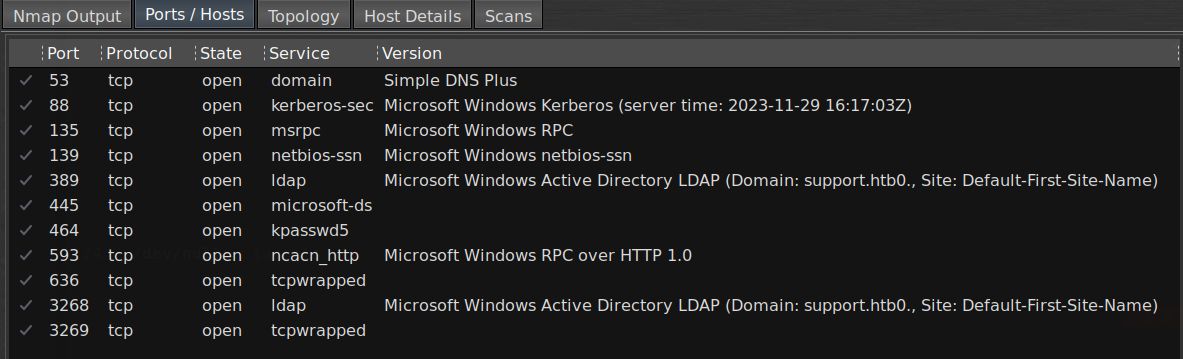 Nmap Output Ports / Hosts Topology Host Details Scans
Port Protocol State Service Version
53 tcp open domain Simple DNS Plus
88 tcp open kerberos-sec Microsoft Windows Kerberos (server time: 2023-11-29 16:17:03Z)
135 tcp open msrpc Microsoft Windows RPC
139 tcp open netbios-ssn Microsoft Windows netbios-ssn
389 tcp open ldap Microsoft Windows Active Directory LDAP (Domain: support.htb0., Site: Default-First-Site-Name)
445 tcp open microsoft-ds
464 tcp open kpasswd5
593 tcp open ncacn_http Microsoft Windows RPC over HTTP 1.0
636 tcp open tcpwrapped
3268 tcp open ldap Microsoft Windows Active Directory LDAP (Domain: support.htb0., Site: Default-First-Site-Name)
3269 tcp open tcpwrapped